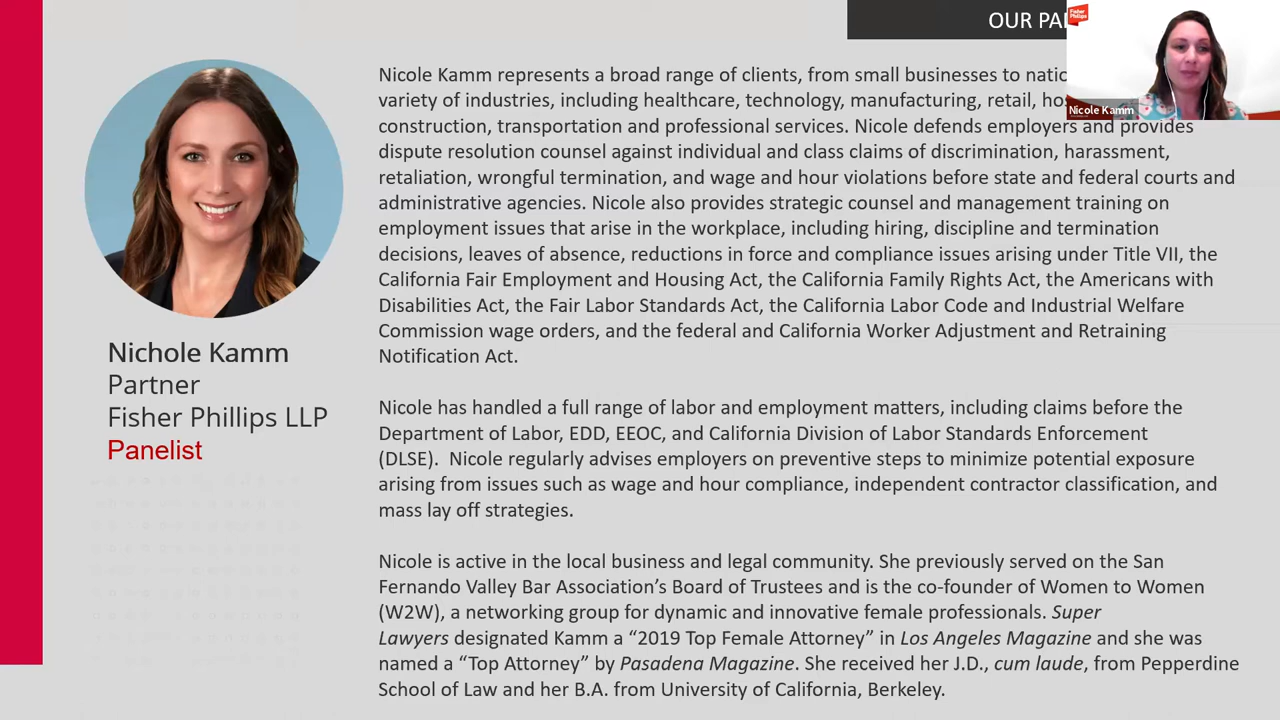 OUR PA
Fisher
Phillips
Nicole Kamm
Nicole Kamm represents a broad range of clients, from small businesses to natio
variety of industries, including healthcare, technology, manufacturing, retail, hos
construction, transportation and professional services. Nicole defends employers and provides
dispute resolution counsel against individual and class claims of discrimination, harassment,
retaliation, wrongful termination, and wage and hour violations before state and federal courts and
administrative agencies. Nicole also provides strategic counsel and management training on
employment issues that arise in the workplace, including hiring, discipline and termination
decisions, leaves of absence, reductions in force and compliance issues arising under Title VII, the
California Fair Employment and Housing Act, the California Family Rights Act, the Americans with
Disabilities Act, the Fair Labor Standards Act, the California Labor Code and Industrial Welfare
Commission wage orders, and the federal and California Worker Adjustment and Retraining
Notification Act.
Nichole Kamm
Partner
Fisher Phillips LLP
Panelist
Nicole has handled a full range of labor and employment matters, including claims before the
Department of Labor, EDD, EEOC, and California Division of Labor Standards Enforcement
(DLSE). Nicole regularly advises employers on preventive steps to minimize potential exposure
arising from issues such as wage and hour compliance, independent contractor classification, and
mass lay off strategies.
Nicole is active in the local business and legal community. She previously served on the San
Fernando Valley Bar Association's Board of Trustees and is the co-founder of Women to Women
(W2W), a networking group for dynamic and innovative female professionals. Super
Lawyers designated Kamm a "2019 Top Female Attorney" in Los Angeles Magazine and she was
named a "Top Attorney" by Pasadena Magazine. She received her J.D., cum laude, from Pepperdine
School of Law and her B.A. from University of California, Berkeley.